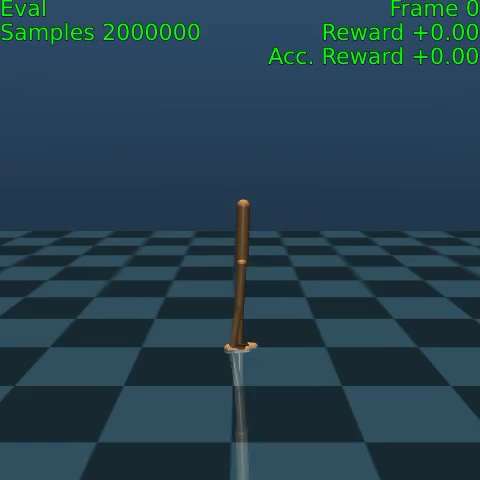 Eval
Samples 2000000
Frame 0
Reward +0.00
Acc. Reward +0.00